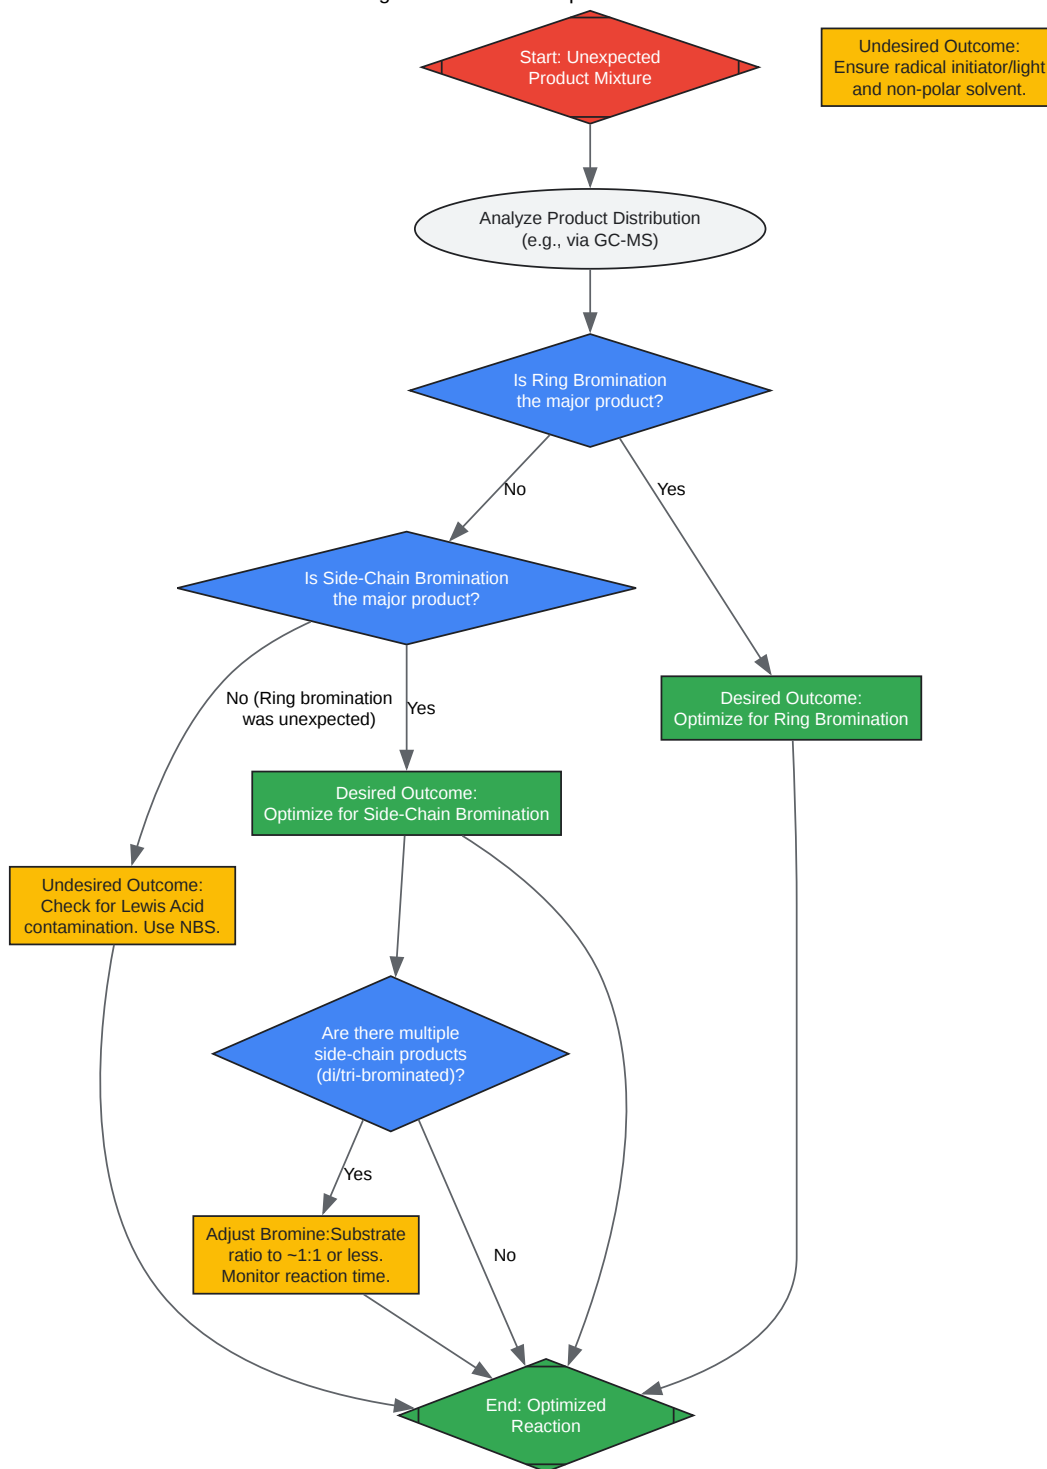 Start: Unexpected
Product Mixture
Undesired Outcome:
Ensure radical initiator/light
and non-polar solvent.
Analyze Product Distribution
(e.g., via GC-MS)
Is Ring Bromination
the major product?
No
Yes
Is Side-Chain Bromination
the major product?
No (Ring bromination
was unexpected)
Yes
Desired Outcome:
Optimize for Ring Bromination
Desired Outcome:
Optimize for Side-Chain Bromination
Undesired Outcome:
Check for Lewis Acid
contamination. Use NBS.
Are there multiple
side-chain products
(di/tri-brominated)?
Yes
Adjust Bromine:Substrate
ratio to ~1:1 or less.
Monitor reaction time.
No
End: Optimized
Reaction